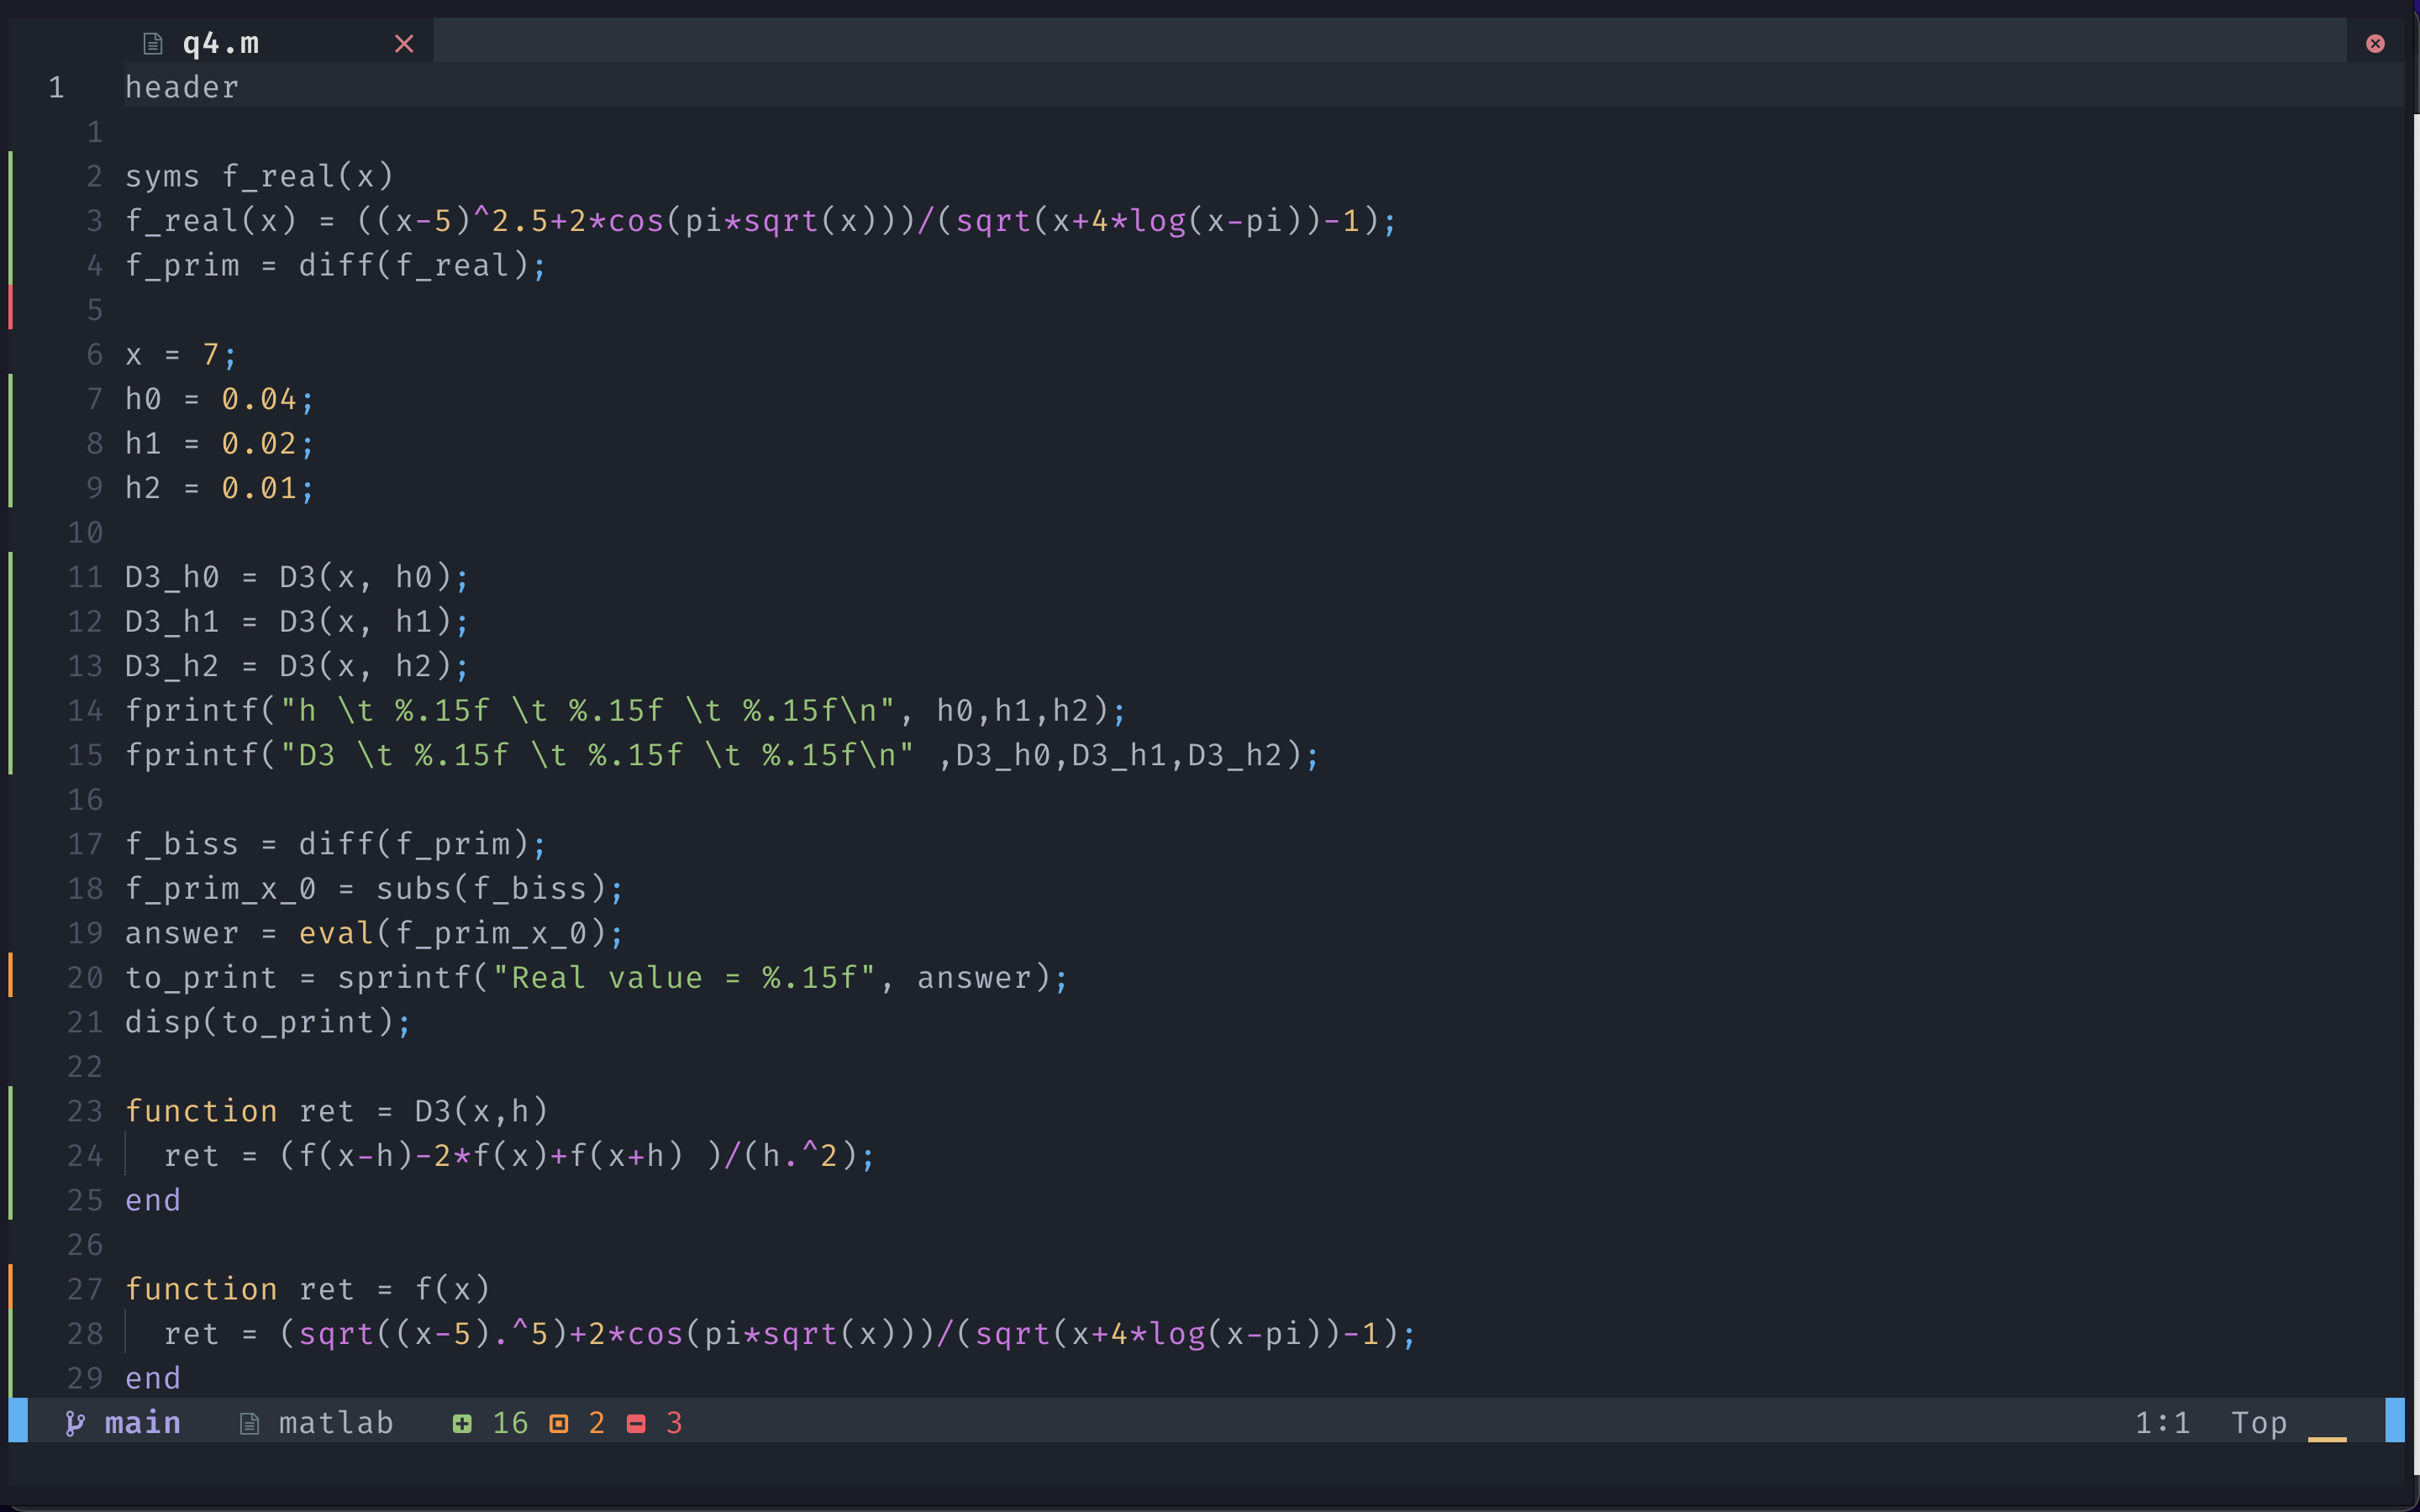 q4.m
1 header
1
2 syms f_real(x)
3 f_real(x) = ((x-5)^2.5+2*cos(pi*sqrt(x)))/(sqrt(x+4*log(x-pi))-1);
4 f_prim = diff(f_real);
5
6 x = 7;
7 h0 = 0.04;
8 h1 = 0.02;
9 h2 = 0.01;
10
11 D3_h0 = D3(x, h0);
12 D3_h1 = D3(x, h1);
13 D3_h2 = D3(x, h2);
14 fprintf("h \t %.15f \t %.15f \t %.15f\n", h0,h1,h2);
15 fprintf("D3 \t %.15f \t %.15f \t %.15f\n" ,D3_h0,D3_h1,D3_h2);
16
17 f_biss = diff(f_prim);
18 f_prim_x_0 = subs(f_biss);
19 answer = eval(f_prim_x_0);
20 to_print = sprintf("Real value = %.15f", answer);
21 disp(to_print);
22
23 function ret = D3(x,h)
24   ret = (f(x-h)-2*f(x)+f(x+h) )/(h.^2);
25 end
26
27 function ret = f(x)
28   ret = (sqrt((x-5).^5)+2*cos(pi*sqrt(x)))/(sqrt(x+4*log(x-pi))-1);
29 end
main matlab 16 2 3 1:1 Top